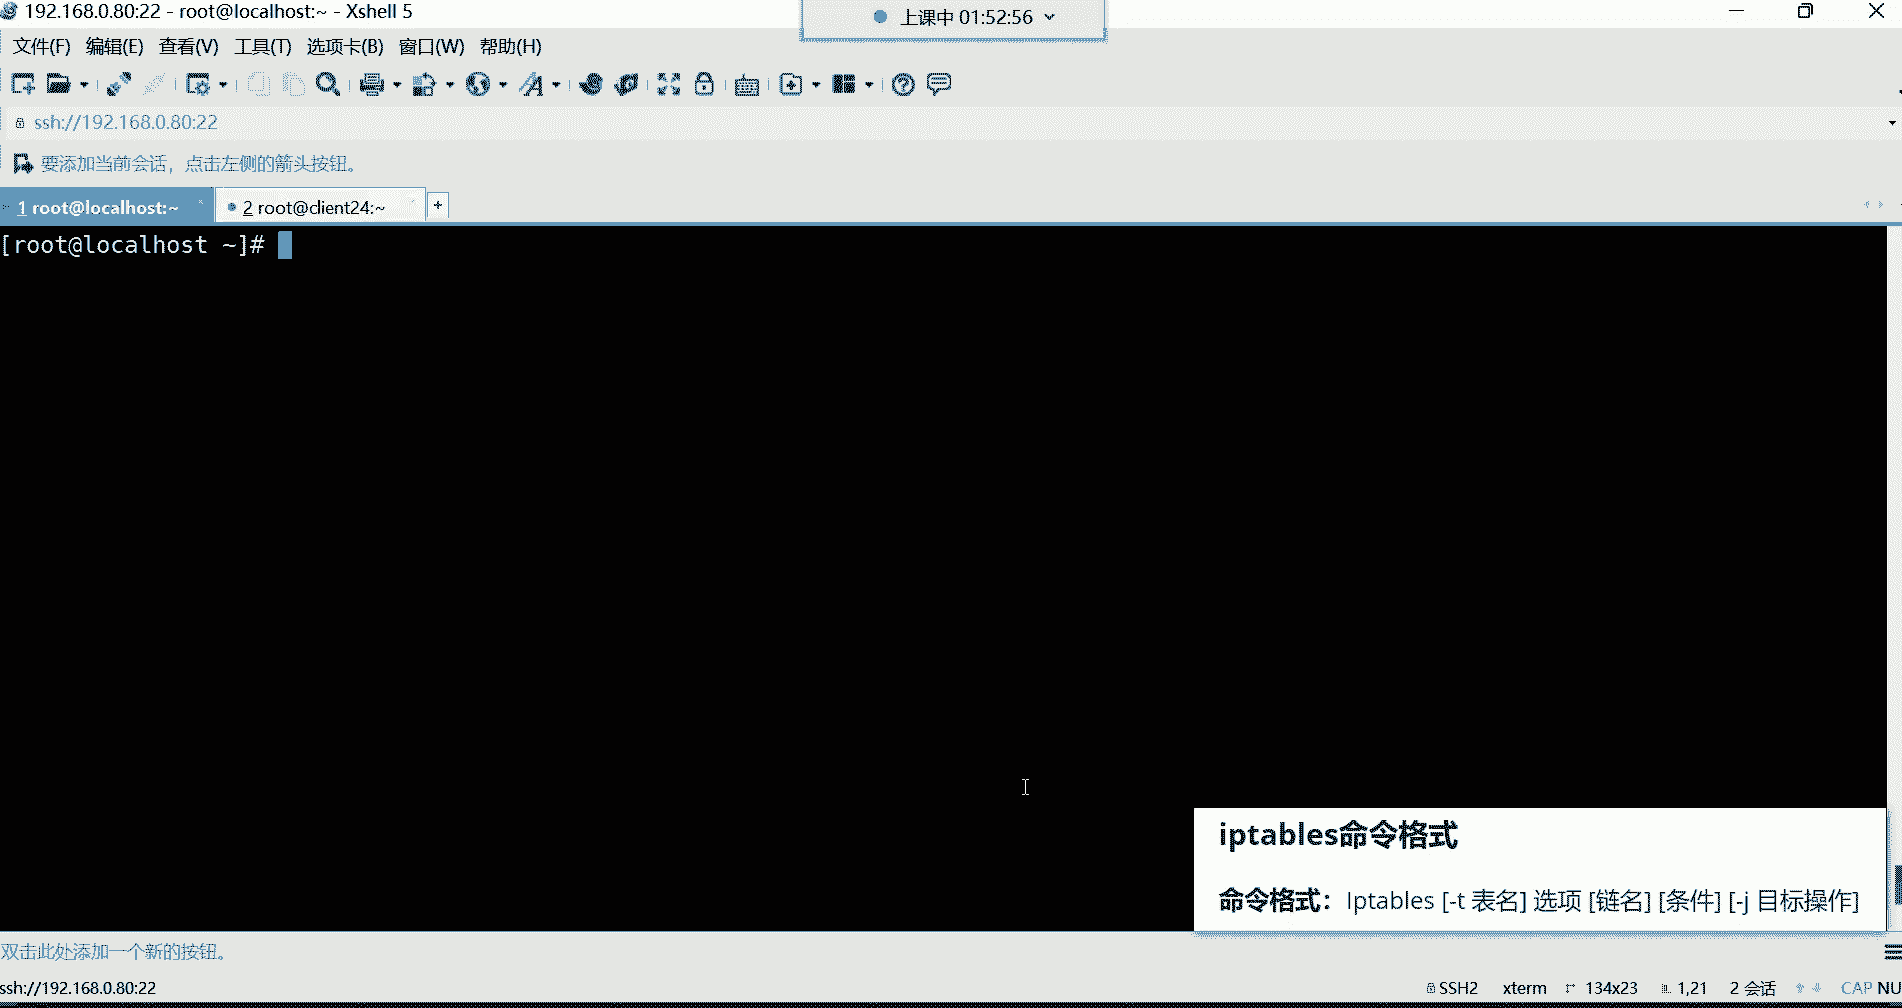 192.168.0.80:22 - root@localhost:~ - Xshell 5
上课中 01:52:56
文件(F) 编辑(E) 查看(V) 工具(T) 选项卡(B) 窗口(W) 帮助(H)
ssh://192.168.0.80:22
要添加当前会话，点击左侧的箭头按钮。
1 root@localhost:~
2 root@client24:~
+
[root@localhost ~]#
iptables命令格式
命令格式：Iptables [-t 表名] 选项 [链名] [条件] [-j 目标操作]
双击此处添加一个新的按钮。
ssh://192.168.0.80:22
SSH2 xterm 134x23 1,21 2 会话 CAP NU